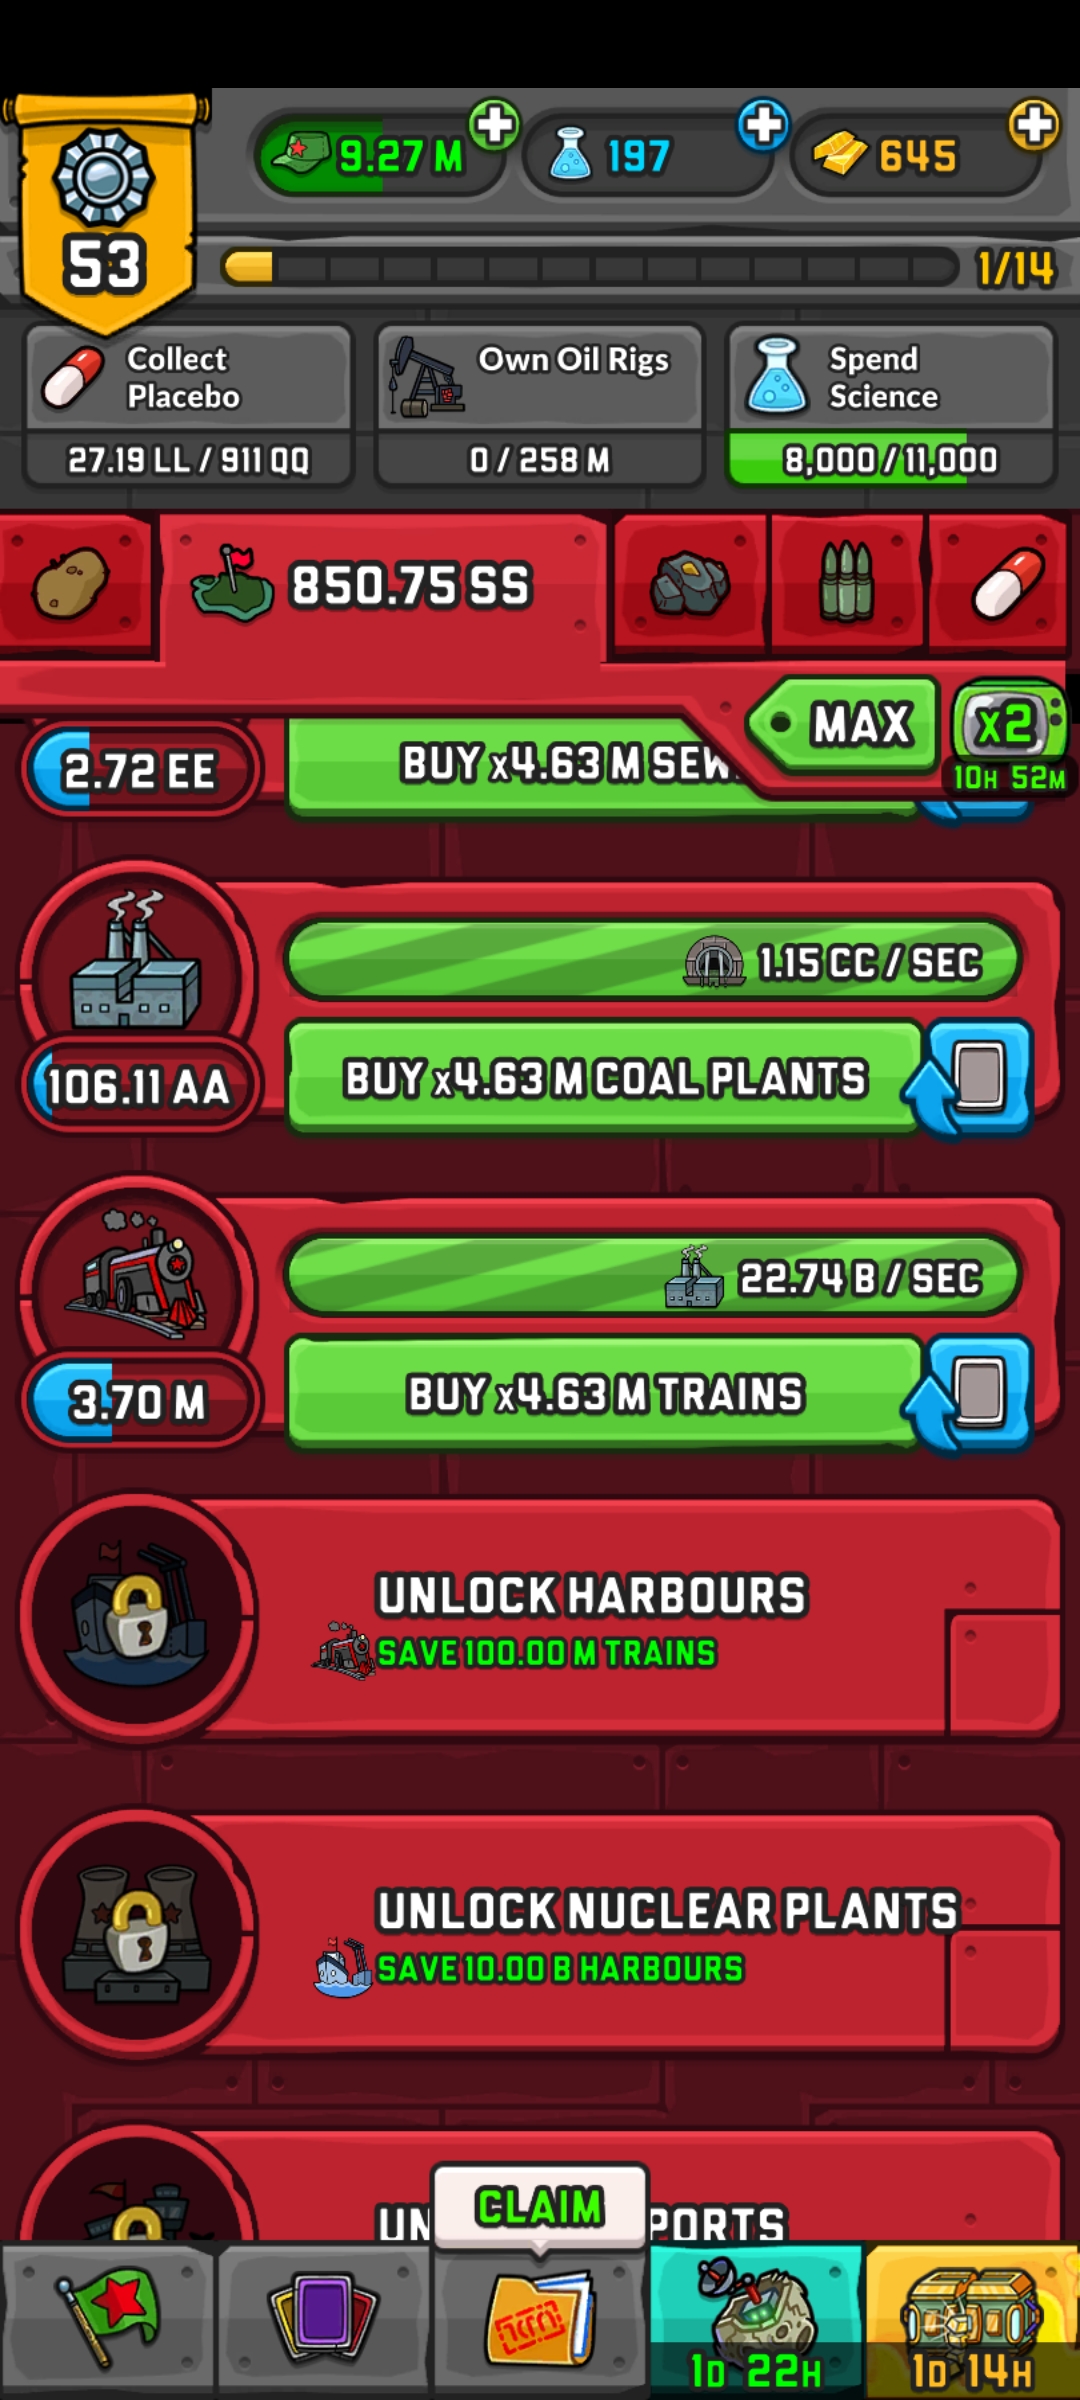 9.27 M
197
645
53
1/14
Collect
Placebo
27.19 LL / 911 QQ
Own Oil Rigs
0 / 258 M
Spend
Science
8,000 / 11,000
850.75 SS
MAX
x2
10H 52M
2.72 EE
BUY x4.63 M
1.15 CC / SEC
106.11 AA
BUY x4.63 M COAL PLANTS
22.74 B / SEC
3.70 M
BUY x4.63 M TRAINS
UNLOCK HARBOURS
SAVE 100.00 M TRAINS
UNLOCK NUCLEAR PLANTS
SAVE 10.00 B HARBOURS
CLAIM
1D 22H
1D 14H